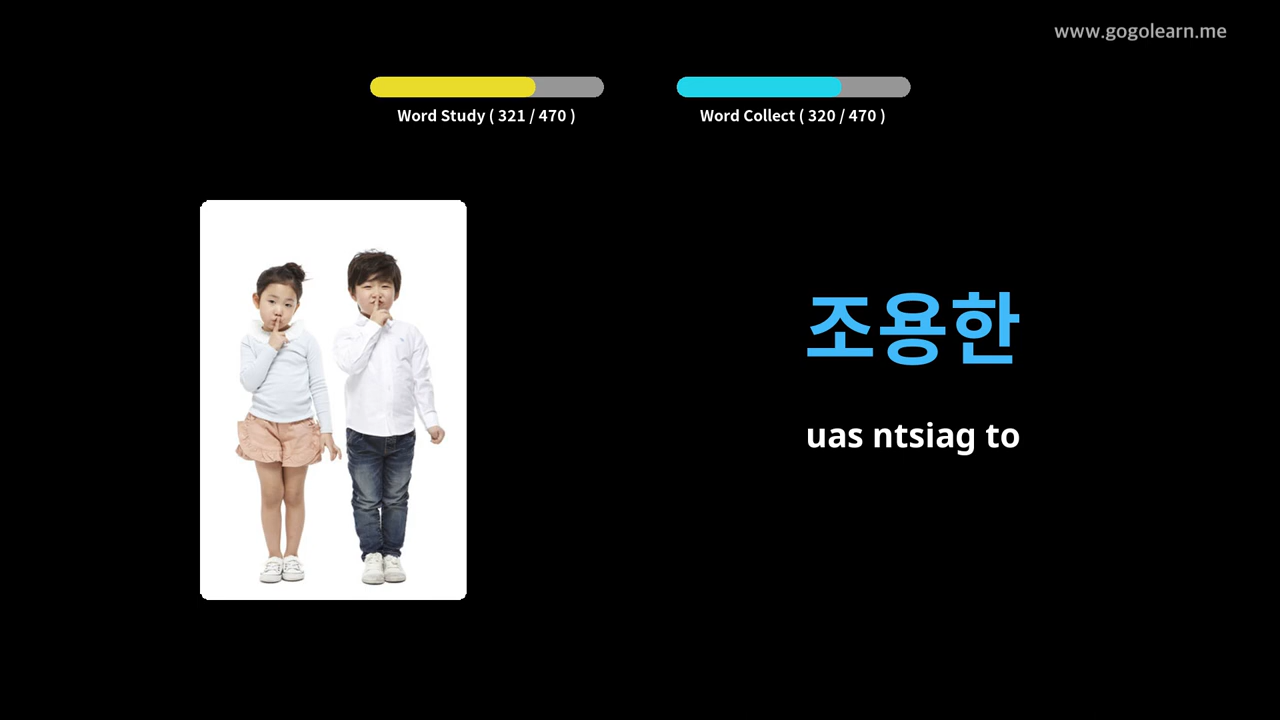 www.gogolearn.me
Word Study ( 321 / 470 )
Word Collect ( 320 / 470 )
조용한
uas ntsiag to